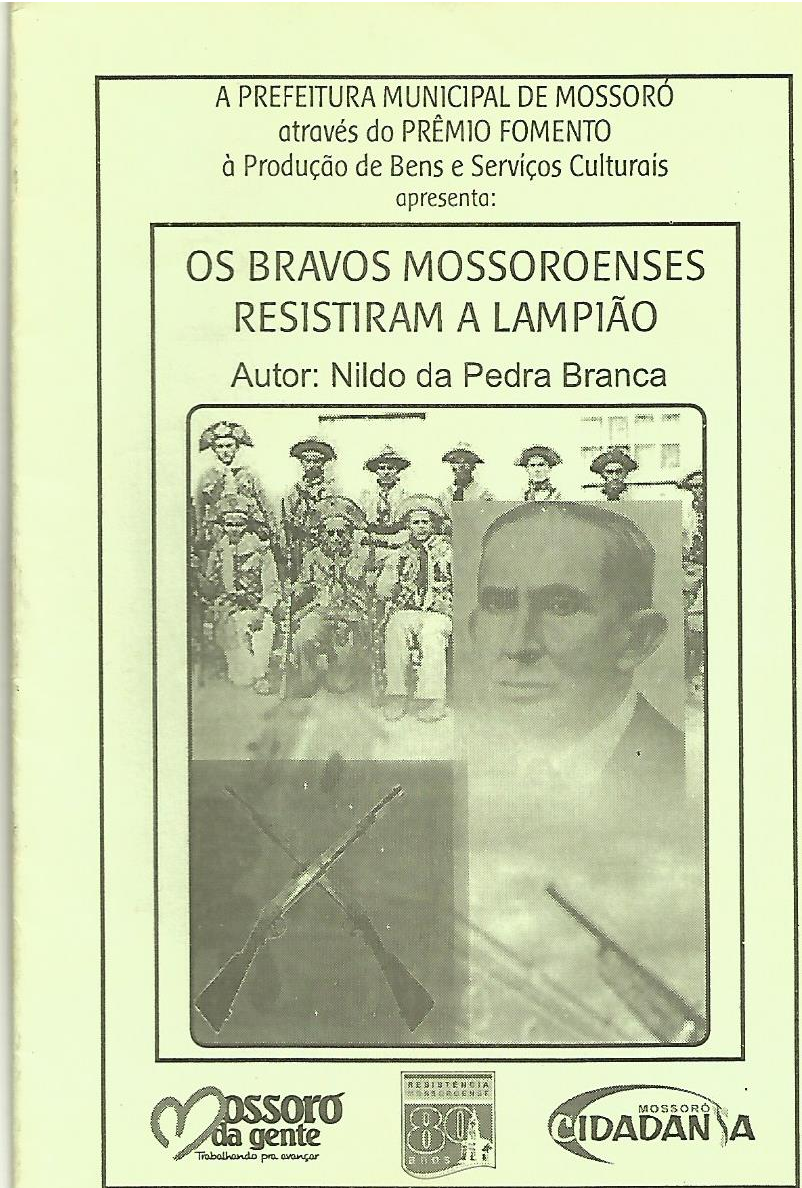 A PREFEITURA MUNICIPAL DE MOSSORÓ
através do PRÊMIO FOMENTO
à Produção de Bens e Serviços Culturais
apresenta:
OS BRAVOS MOSSOROENSES
RESISTIRAM A LAMPIÃO
Autor: Nildo da Pedra Branca
Mossoró
da gente
Trabalhando pra avançar
RESISTÊNCIA
MOSSOROENSE
80
anos
MOSSORÓ
CIDADANIA